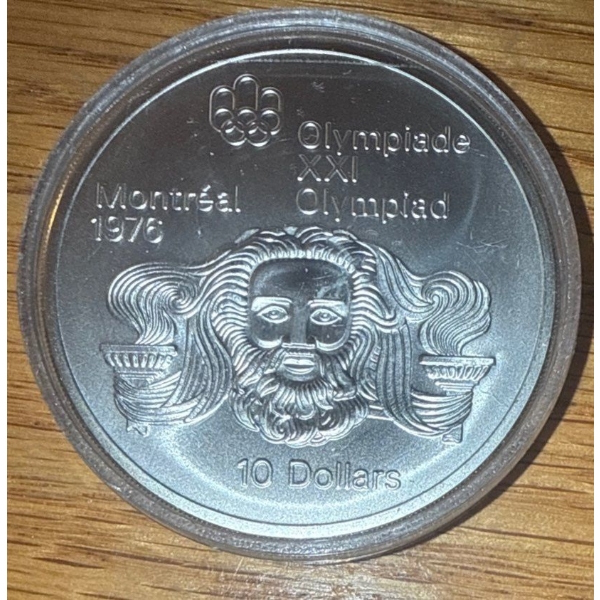 Olympiade
XXI
Olympiad
Montréal
1976
10 Dollars